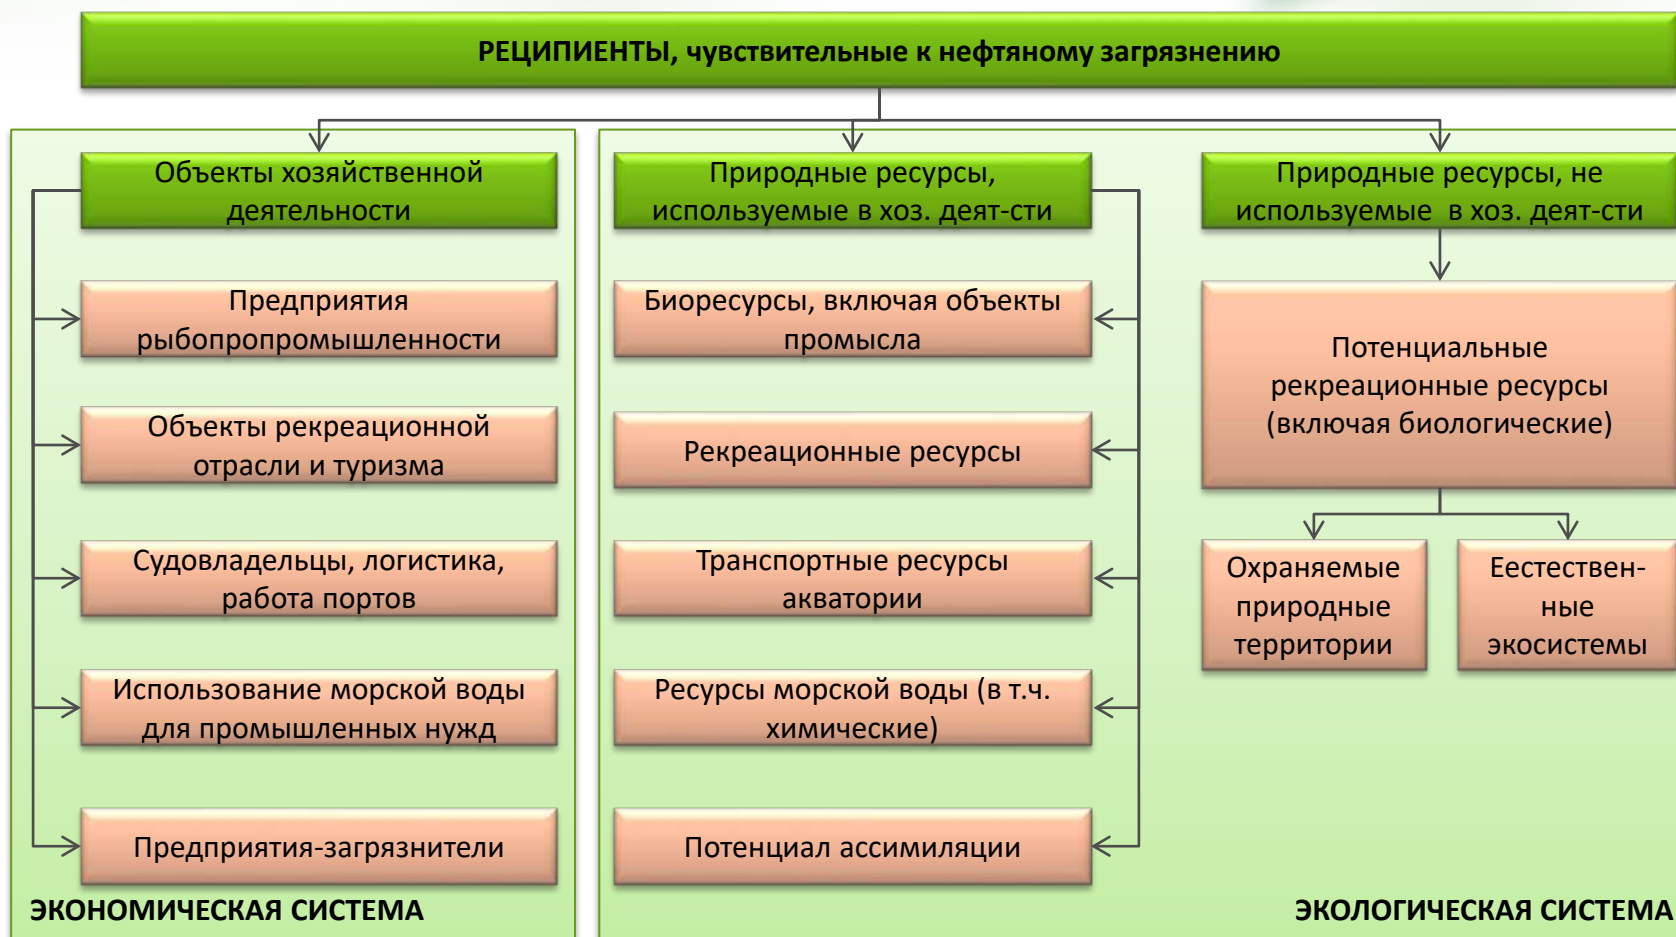 РЕЦИПИЕНТЫ, чувствительные к нефтяному загрязнению
Объекты хозяйственной
деятельности
Предприятия
рыбопропромышленности
Объекты рекреационной
отрасли и туризма
Судовладельцы, логистика,
работа портов
Использование морской воды
для промышленных нужд
Предприятия-загрязнители
ЭКОНОМИЧЕСКАЯ СИСТЕМА
Природные ресурсы,
используемые в хоз. деят-сти
Биоресурсы, включая объекты
промысла
Рекреационные ресурсы
Транспортные ресурсы
акватории
Ресурсы морской воды (в т.ч.
химические)
Потенциал ассимиляции
Природные ресурсы, не
используемые в хоз. деят-сти
Потенциальные
рекреационные ресурсы
(включая биологические)
Охраняемые
природные
территории
Еестествен-
ные
экосистемы
ЭКОЛОГИЧЕСКАЯ СИСТЕМА